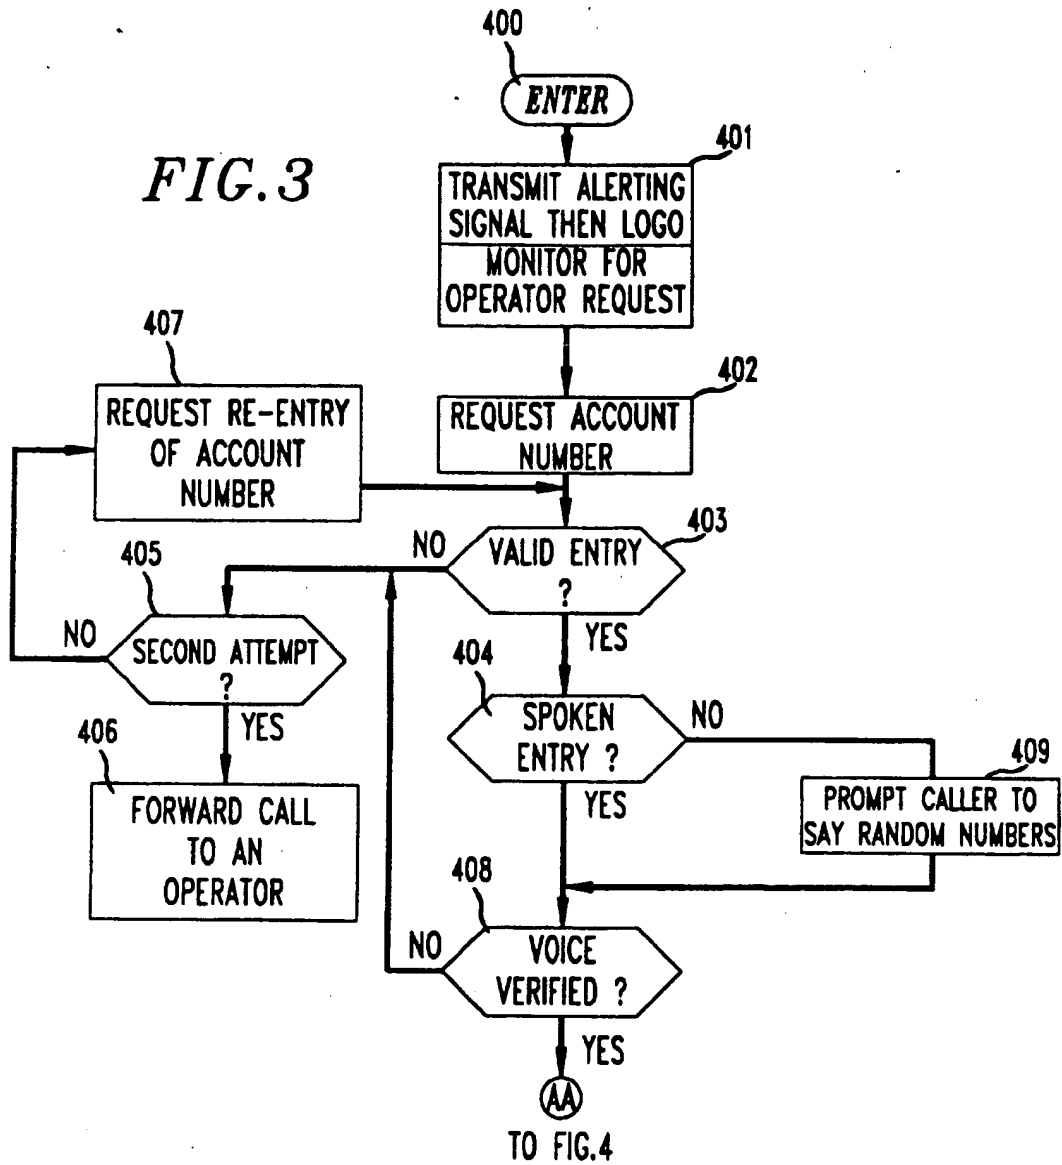 400
ENTER
FIG.3
401
TRANSMIT ALERTING
SIGNAL THEN LOGO
MONITOR FOR
OPERATOR REQUEST
407
REQUEST RE-ENTRY
OF ACCOUNT
NUMBER
402
REQUEST ACCOUNT
NUMBER
403
VALID ENTRY
?
NO
YES
405
SECOND ATTEMPT
?
NO
YES
404
SPOKEN
ENTRY ?
NO
YES
406
FORWARD CALL
TO AN
OPERATOR
409
PROMPT CALLER TO
SAY RANDOM NUMBERS
408
VOICE
VERIFIED ?
NO
YES
AA
TO FIG.4